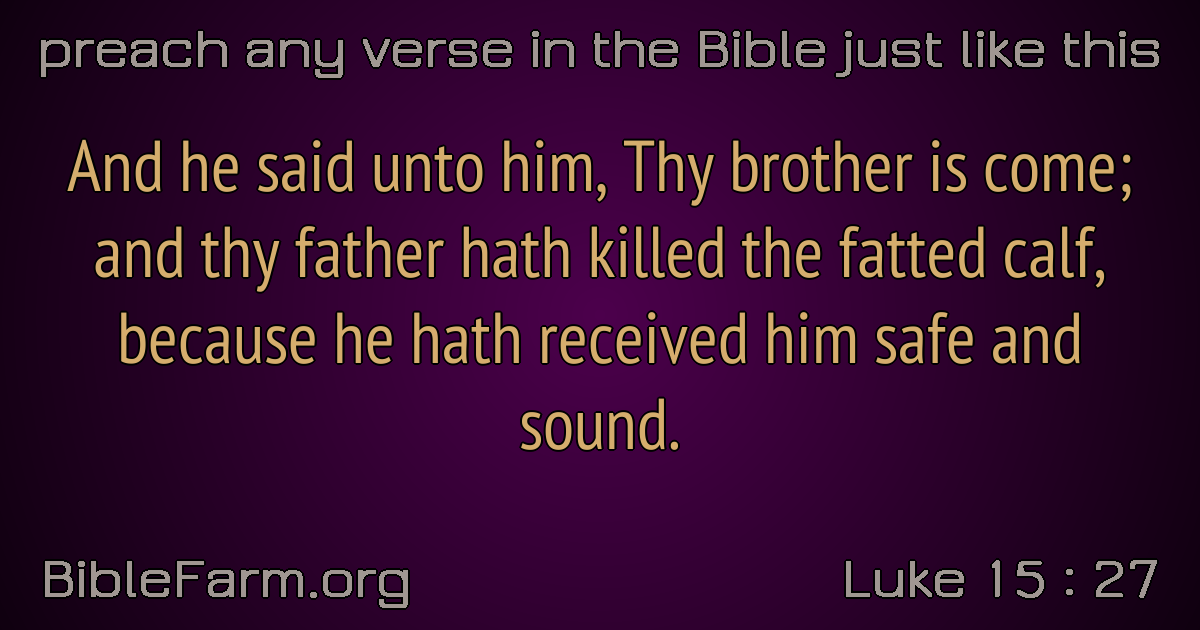 preach any verse in the Bible just like this
And he said unto him, Thy brother is come;
and thy father hath killed the fatted calf,
because he hath received him safe and
sound.
BibleFarm.org
Luke 15 : 27